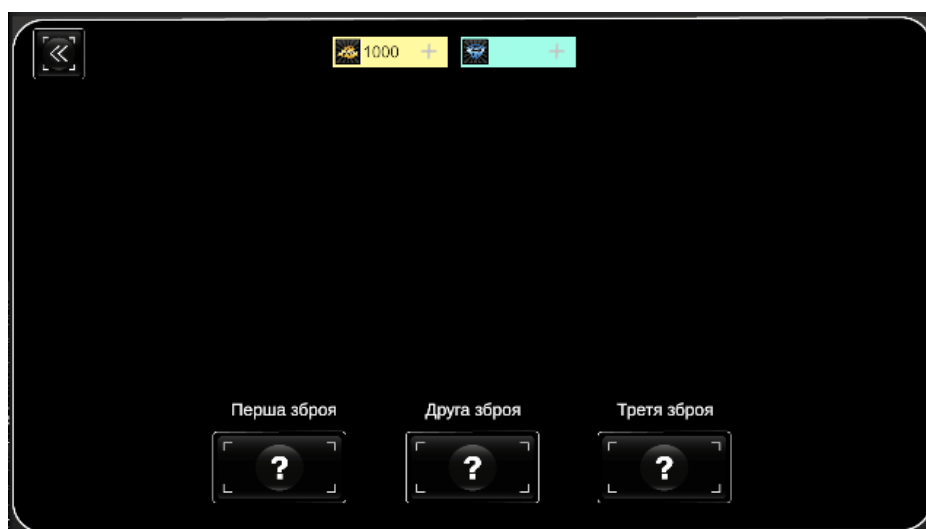 1000 +
+
Перша зброя
Друга зброя
Третя зброя
? ? ?